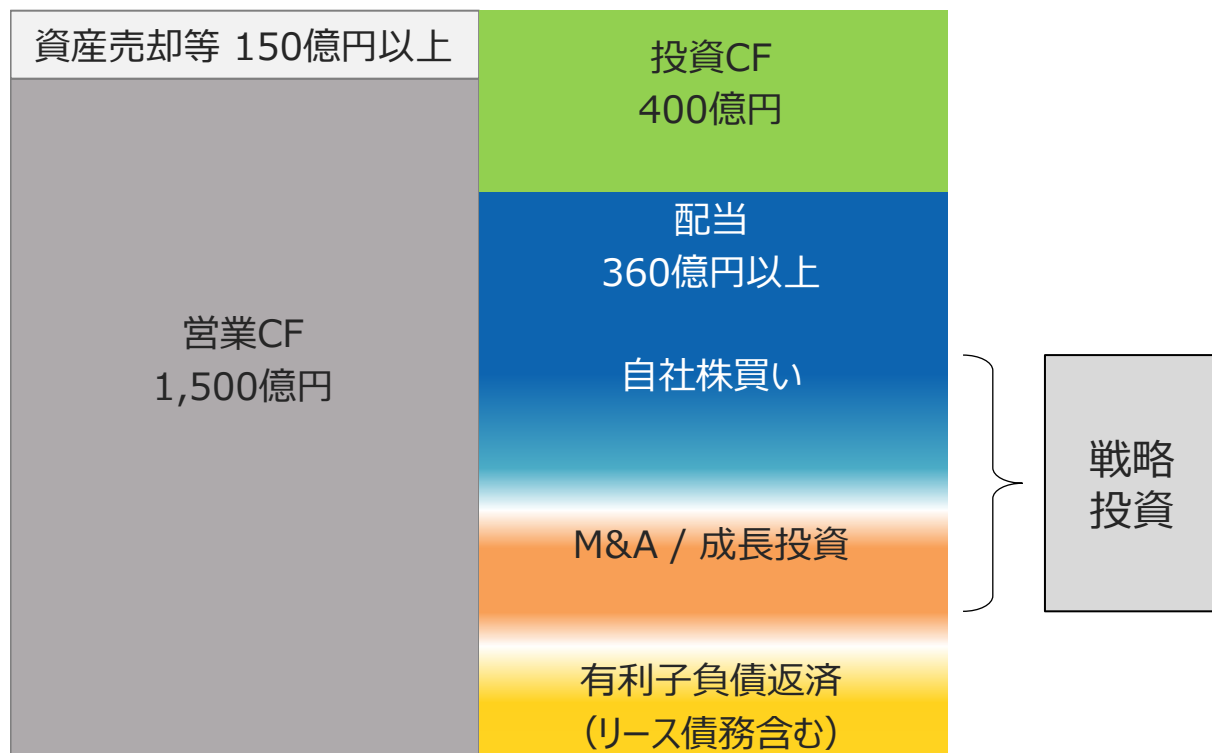 資産売却等 150億円以上
営業CF
1,500億円
投資CF
400億円
配当
360億円以上
自社株買い
M&A / 成長投資
有利子負債返済
（リース債務含む）
戦略
投資